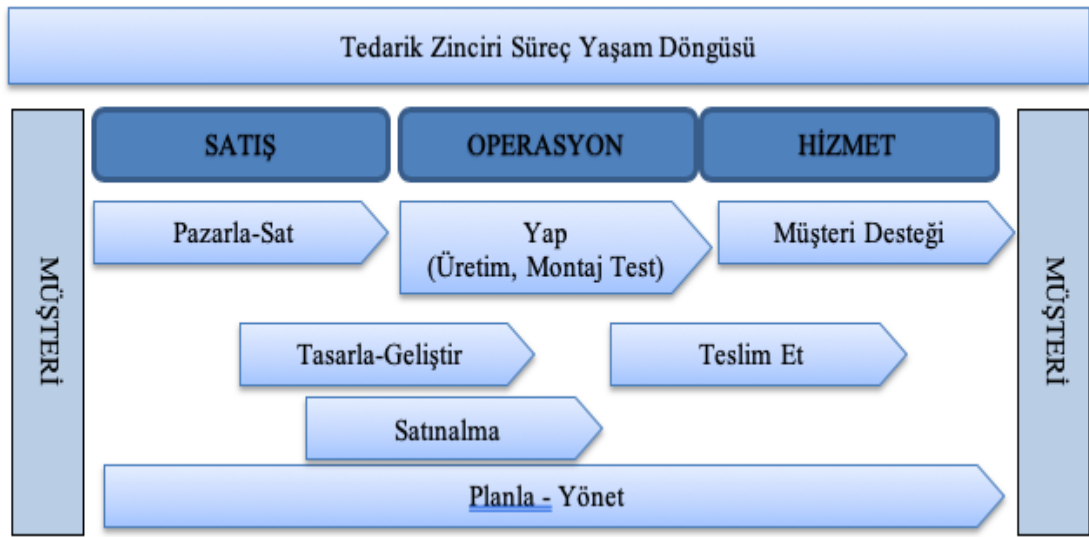 Tedarik Zinciri Süreç Yaşam Döngüsü
MÜŞTERİ
SATIŞ
OPERASYON
HİZMET
MÜŞTERİ
Pazarla-Sat
Yap
(Üretim, Montaj Test)
Müşteri Desteği
Tasarla-Geliştir
Teslim Et
Satınalma
Planla - Yönet